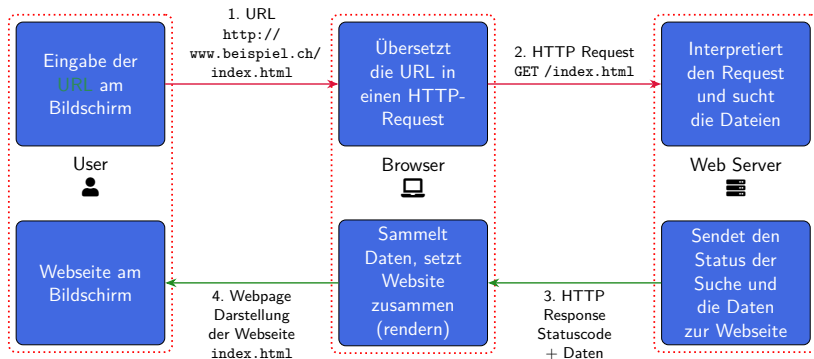 Eingabe der
URL am
Bildschirm
1. URL
http://
www.beispiel.ch/
index.html
Übersetzt
die URL in
einen HTTP-
Request
2. HTTP Request
GET /index.html
Interpretiert
den Request
und sucht
die Dateien
User
Browser
Web Server
Webseite am
Bildschirm
4. Webpage
Darstellung
der Webseite
index.html
Sammelt
Daten, setzt
Website
zusammen
(rendern)
3. HTTP
Response
Statuscode
+ Daten
Sendet den
Status der
Suche und
die Daten
zur Webseite